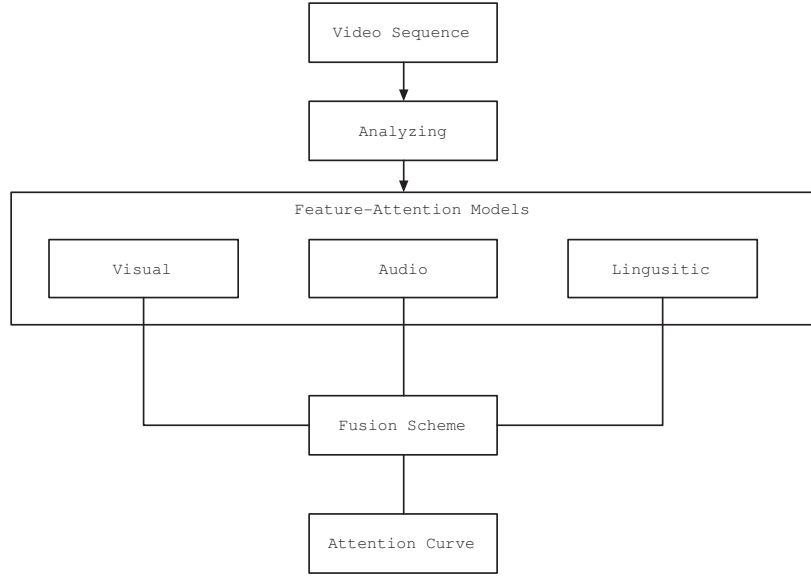 Video Sequence
Analyzing
Feature-Attention Models
Visual
Audio
Lingusitic
Fusion Scheme
Attention Curve